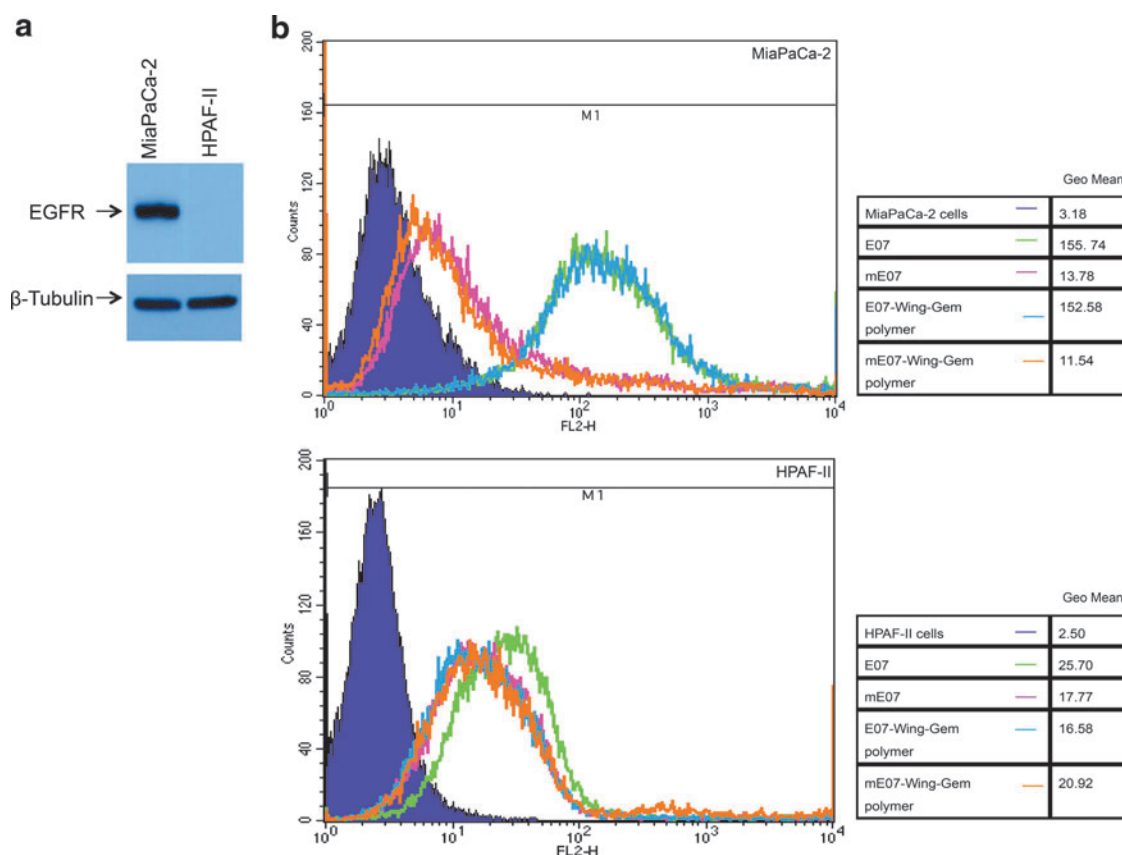 a
MiaPaCa-2
HPAF-II
EGFR
β-Tubulin
b
MiaPaCa-2
M1
Counts
200
160
120
80
40
0
10^0
10^1
10^2
10^3
10^4
FL2-H
Geo Mean
MiaPaCa-2 cells 3.18
E07 155. 74
mE07 13.78
E07-Wing-Gem 152.58
polymer
mE07-Wing-Gem 11.54
polymer
HPAF-II
M1
Counts
200
160
120
80
40
0
10^0
10^1
10^2
10^3
10^4
FL2-H
Geo Mean
HPAF-II cells 2.50
E07 25.70
mE07 17.77
E07-Wing-Gem 16.58
polymer
mE07-Wing-Gem 20.92
polymer